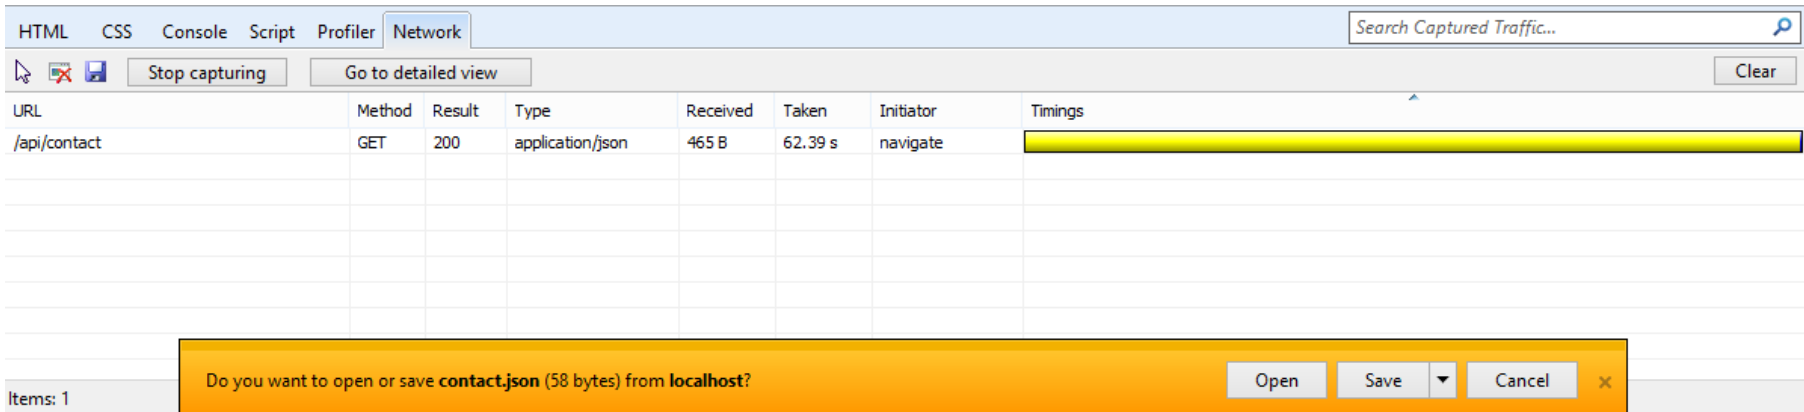 HTML CSS Console Script Profiler Network Search Captured Traffic...
Stop capturing Go to detailed view Clear
URL Method Result Type Received Taken Initiator Timings
/api/contact GET 200 application/json 465 B 62.39 s navigate
Do you want to open or save contact.json (58 bytes) from localhost? Open Save Cancel
Items: 1